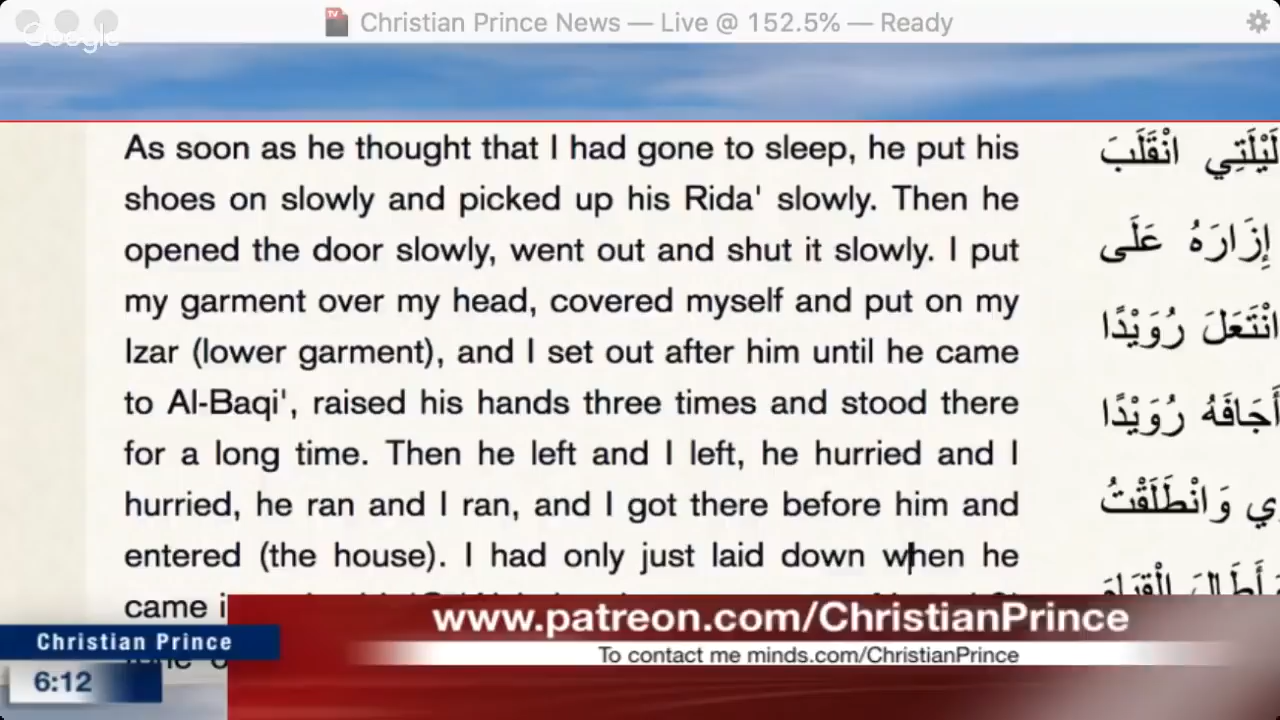 Christian Prince News — Live @ 152.5% — Ready
Google
As soon as he thought that I had gone to sleep, he put his
shoes on slowly and picked up his Rida' slowly. Then he
opened the door slowly, went out and shut it slowly. I put
my garment over my head, covered myself and put on my
Izar (lower garment), and I set out after him until he came
to Al-Baqi', raised his hands three times and stood there
for a long time. Then he left and I left, he hurried and I
hurried, he ran and I ran, and I got there before him and
entered (the house). I had only just laid down when he
came
لَيْلَتِي انْقَلَبَ
إِزَارَهُ عَلَى
انْتَعَلَ رُوَيْدًا
أَجَافَهُ رُوَيْدًا
وَانْطَلَقْتُ
www.patreon.com/ChristianPrince
To contact me minds.com/ChristianPrince
Christian Prince
6:12